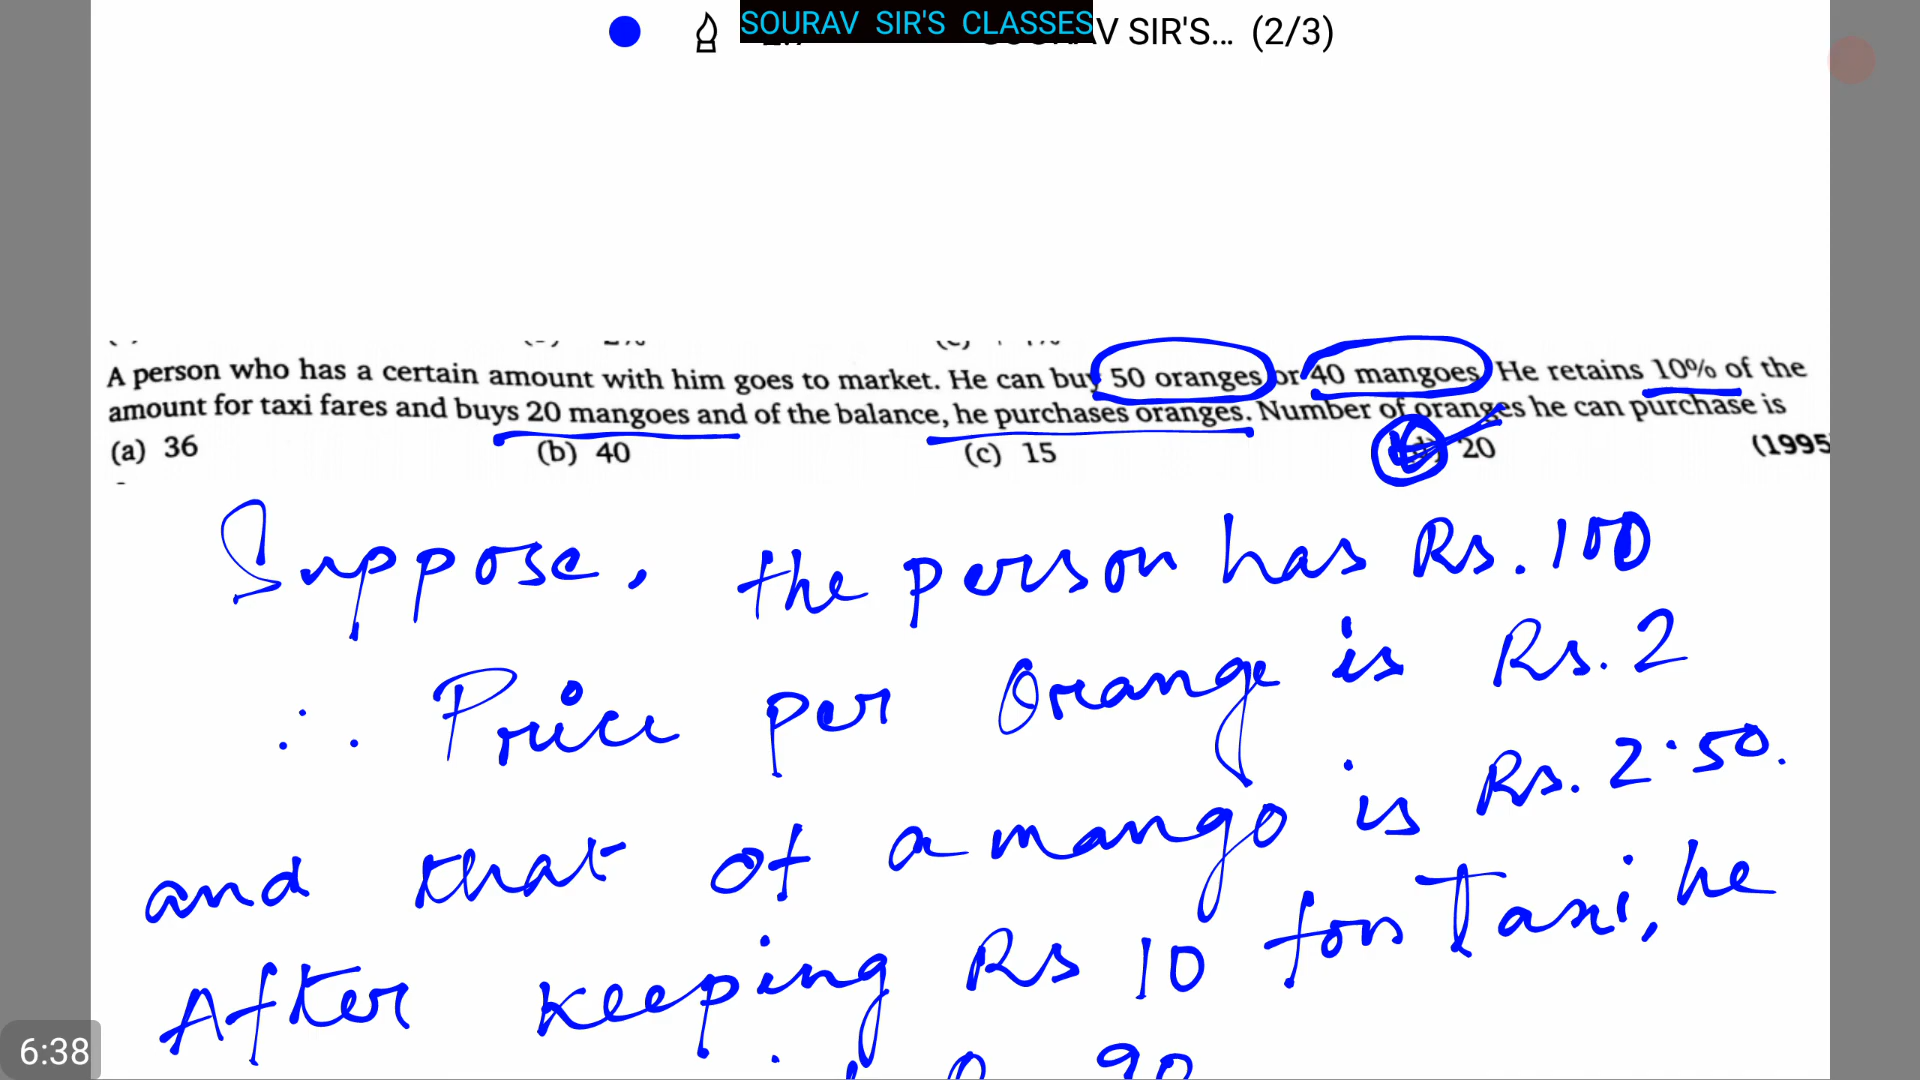 SOURAV SIR'S CLASSES V SIR'S... (2/3)
A person who has a certain amount with him goes to market. He can buy 50 oranges or 40 mangoes. He retains 10% of the
amount for taxi fares and buys 20 mangoes and of the balance, he purchases oranges. Number of oranges he can purchase is
(a) 36 (b) 40 (c) 15 20 (1995
Suppose, the person has Rs. 100
∴ Price per Orange is Rs. 2
and that of a mango is Rs. 2.50.
After keeping Rs 10 for Taxi, he
90
6:38